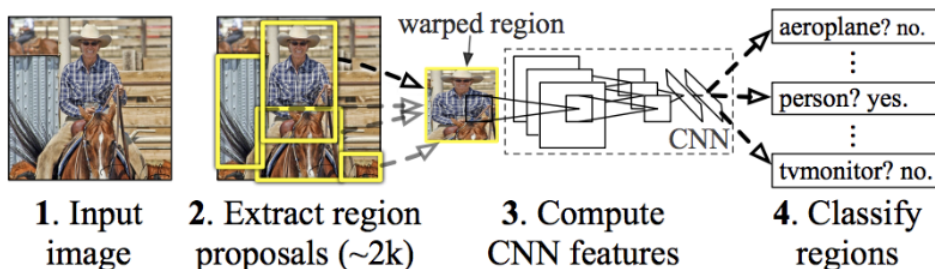 warped region
aeroplane? no.
person? yes.
tvmonitor? no.
CNN
1. Input
image
2. Extract region
proposals (~2k)
3. Compute
CNN features
4. Classify
regions